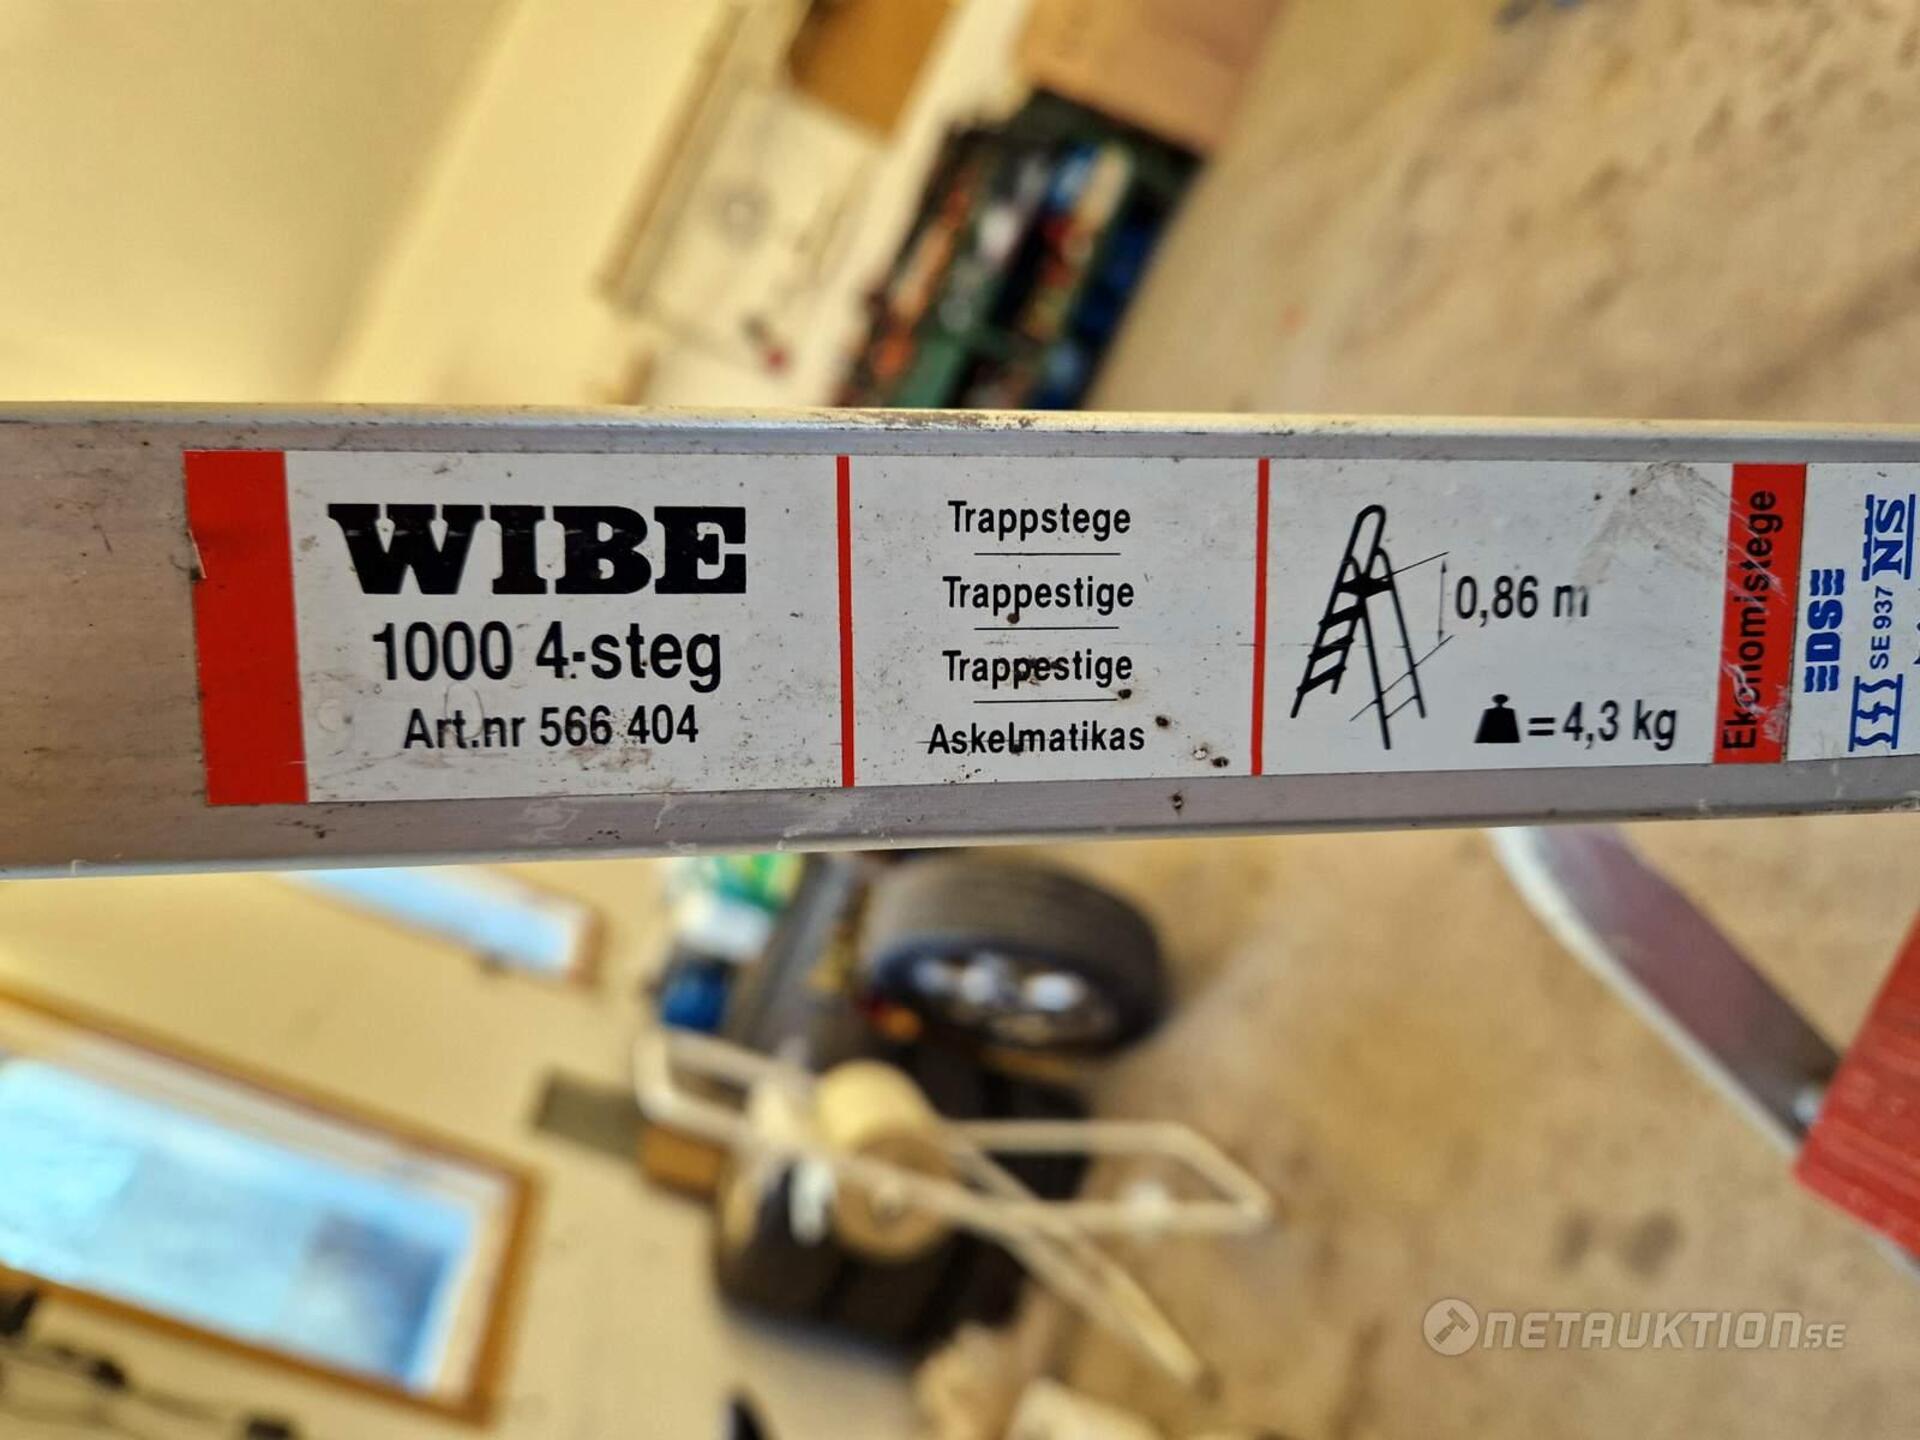 WIBE
1000 4-steg
Art.nr 566 404
Trappstege
Trappestige
Trappestige
Askelmatikas
0,86 m
= 4,3 kg
Ekonomistege
SE 937
NS
NETAUKTION.SE